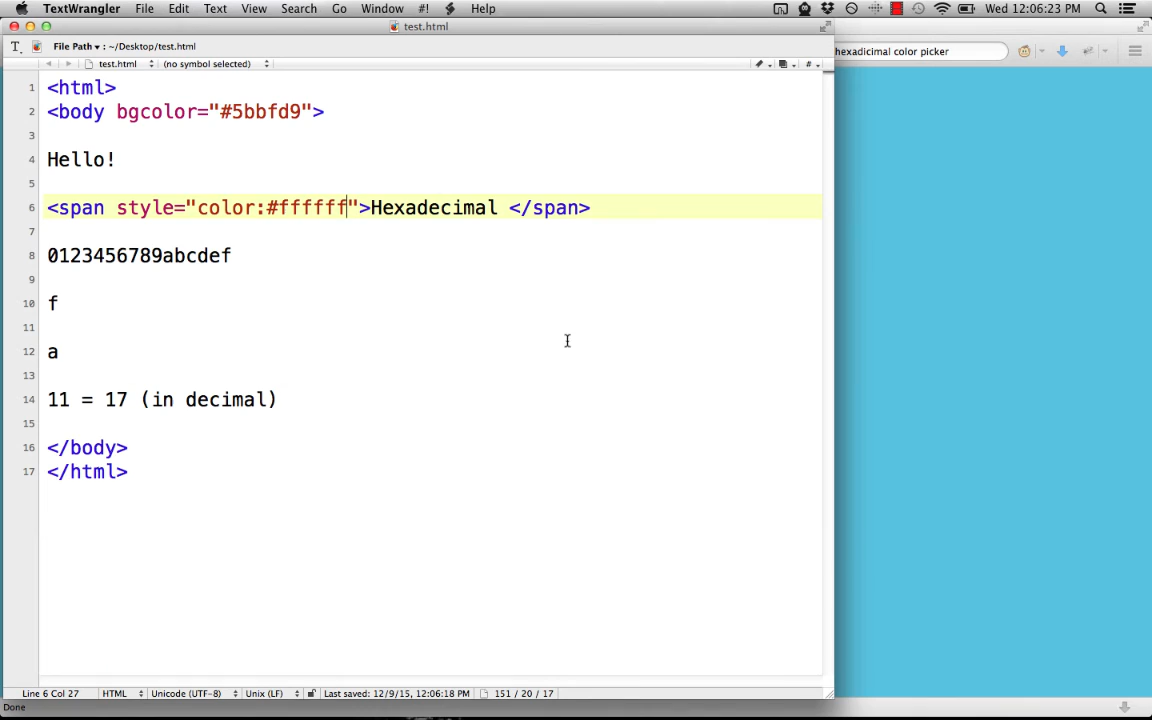 TextWrangler File Edit Text View Search Go Window #! Help Wed 12:06:23 PM
test.html
File Path ▾ : ~/Desktop/test.html
hexadicimal color picker
test.html (no symbol selected) #
1 <html>
2 <body bgcolor="#5bbfd9">
3
4 Hello!
5
6 <span style="color:#ffffff">Hexadecimal </span>
7
8 0123456789abcdef
9
10 f
11
12 a
13
14 11 = 17 (in decimal)
15
16 </body>
17 </html>
Line 6 Col 27 HTML Unicode (UTF-8) Unix (LF) Last saved: 12/9/15, 12:06:18 PM 151 / 20 / 17
Done